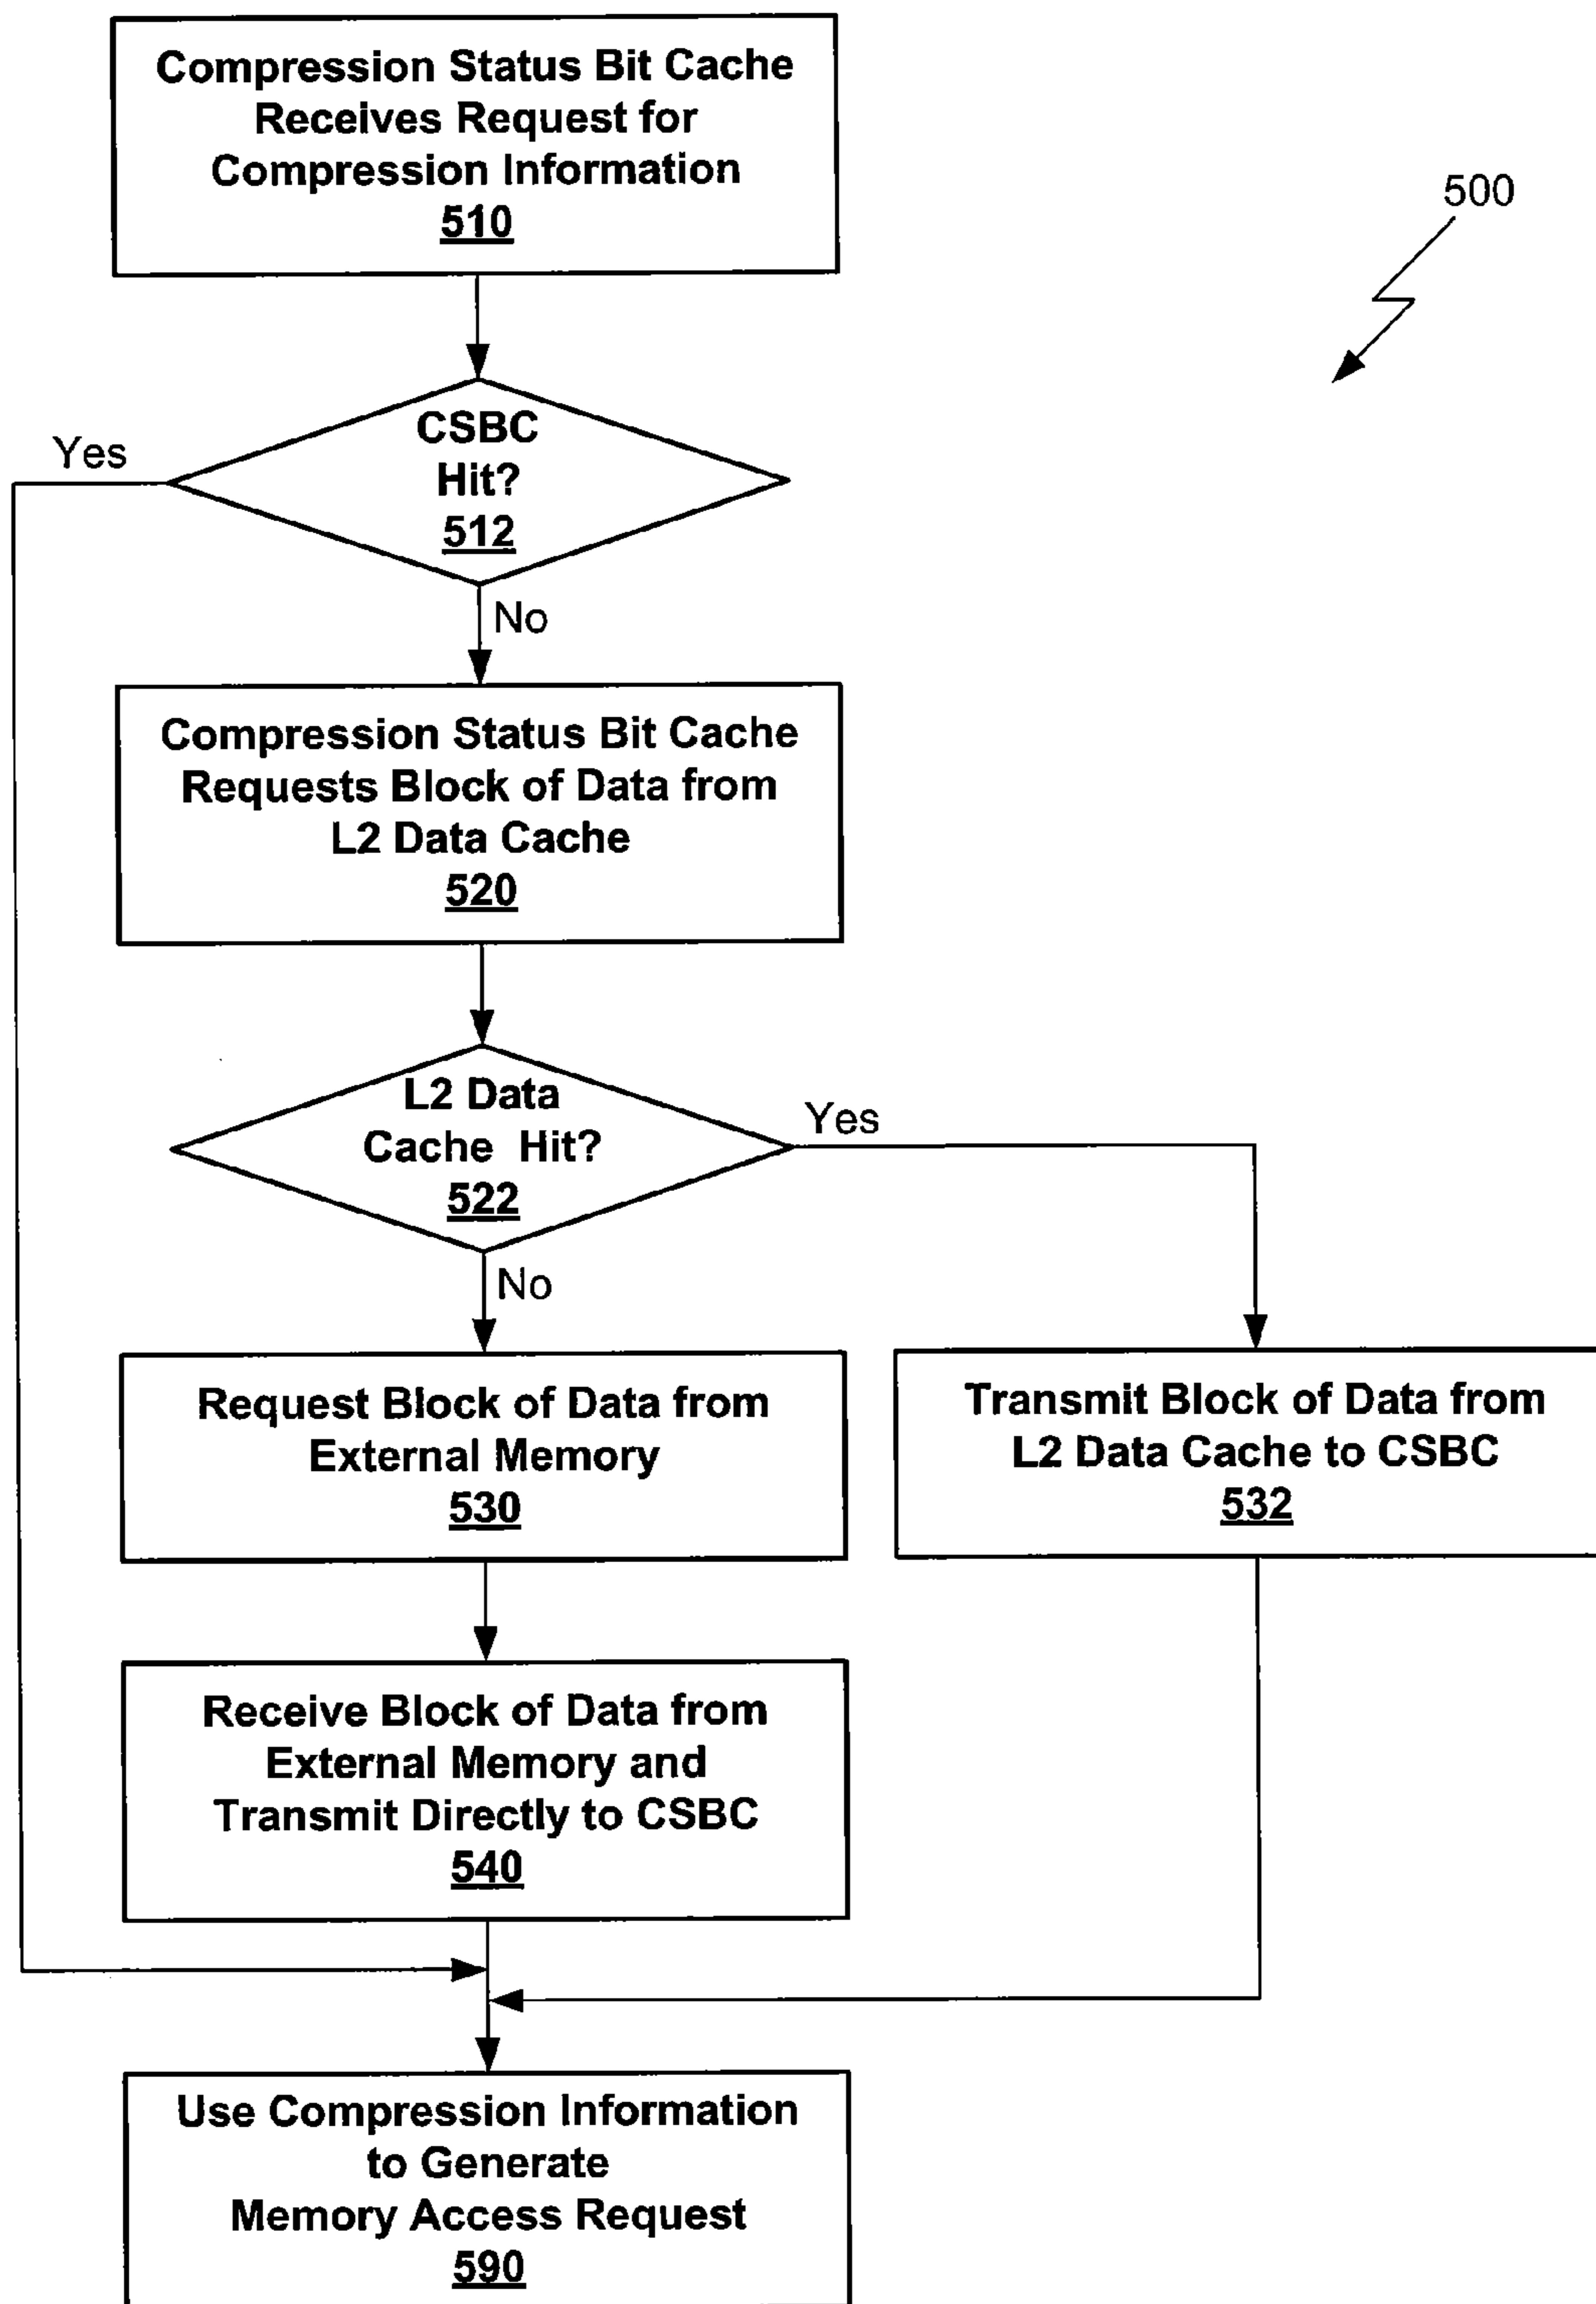 Compression Status Bit Cache
Receives Request for
Compression Information
510
500
CSBC
Hit?
512
Yes
No
Compression Status Bit Cache
Requests Block of Data from
L2 Data Cache
520
L2 Data
Cache Hit?
522
Yes
No
Request Block of Data from
External Memory
530
Transmit Block of Data from
L2 Data Cache to CSBC
532
Receive Block of Data from
External Memory and
Transmit Directly to CSBC
540
Use Compression Information
to Generate
Memory Access Request
590